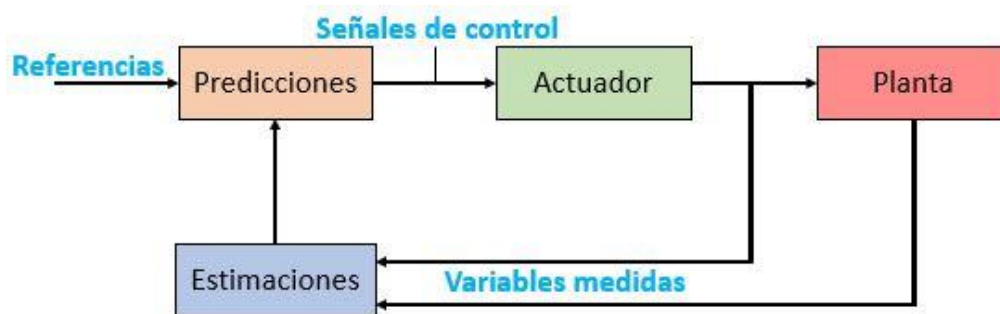 Señales de control
Referencias
Predicciones
Actuador
Planta
Estimaciones
Variables medidas